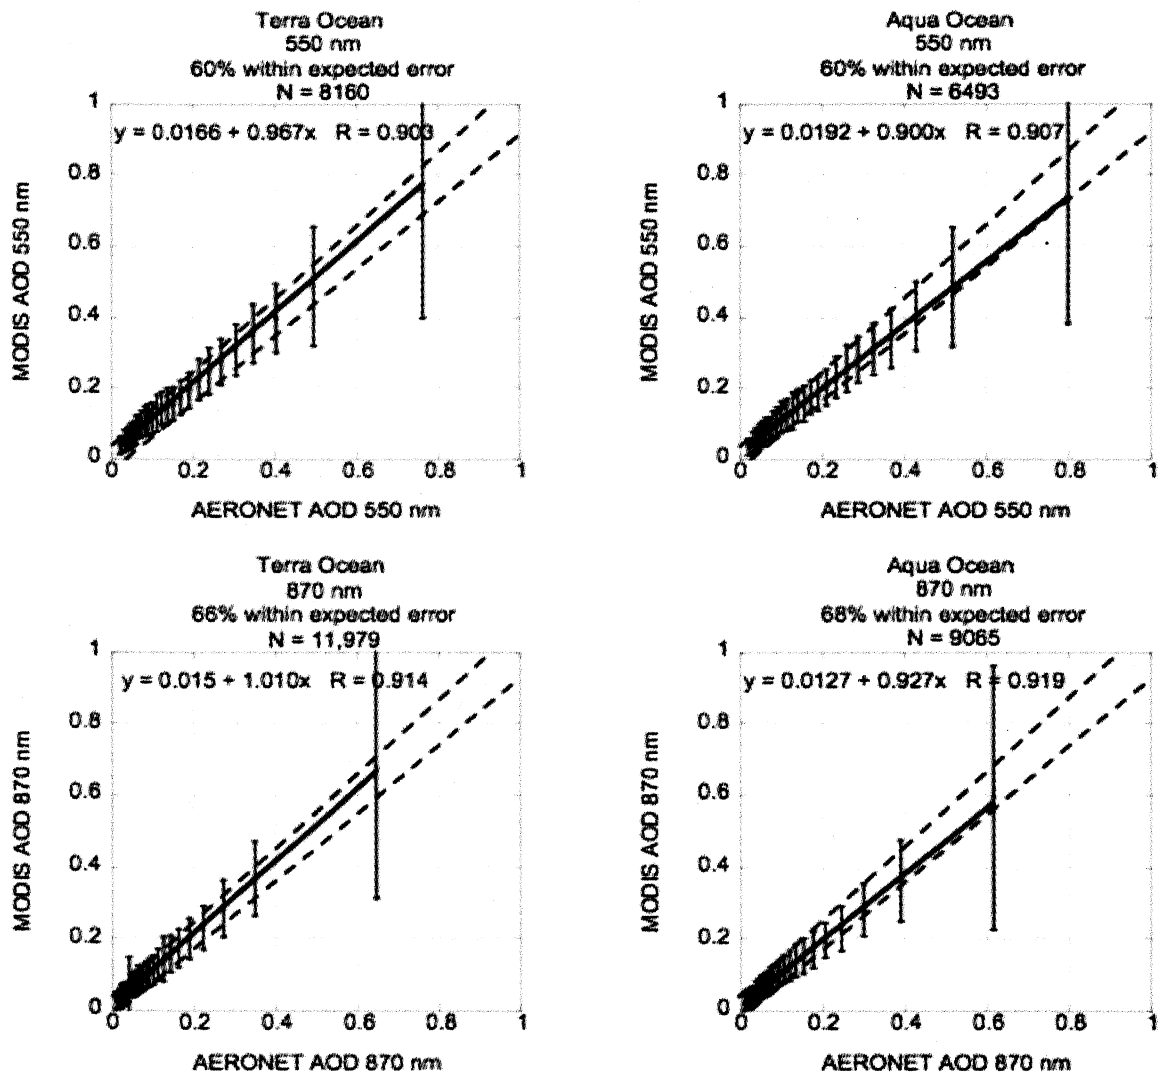 Terra Ocean
550 nm
60% within expected error
N = 8160
y = 0.0166 + 0.967x R = 0.903
1
0.8
0.6
0.4
0.2
0
0 0.2 0.4 0.6 0.8 1
MODIS AOD 550 nm
AERONET AOD 550 nm
Aqua Ocean
550 nm
60% within expected error
N = 6493
y = 0.0192 + 0.900x R = 0.907
1
0.8
0.6
0.4
0.2
0
0 0.2 0.4 0.6 0.8 1
MODIS AOD 550 nm
AERONET AOD 550 nm
Terra Ocean
870 nm
66% within expected error
N = 11,979
y = 0.015 + 1.010x R = 0.914
1
0.8
0.6
0.4
0.2
0
0 0.2 0.4 0.6 0.8 1
MODIS AOD 870 nm
AERONET AOD 870 nm
Aqua Ocean
870 nm
68% within expected error
N = 9065
y = 0.0127 + 0.927x R = 0.919
1
0.8
0.6
0.4
0.2
0
0 0.2 0.4 0.6 0.8 1
MODIS AOD 870 nm
AERONET AOD 870 nm